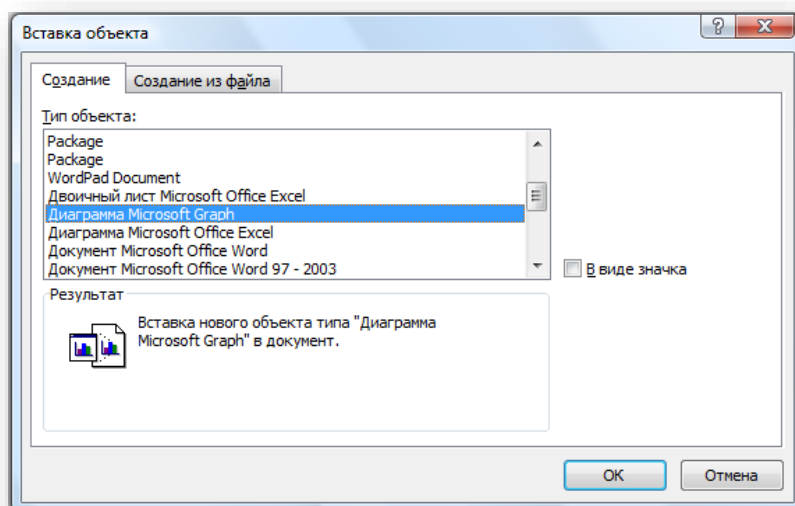 Вставка объекта
Создание
Создание из файла
Тип объекта:
Package
Package
WordPad Document
Двоичный лист Microsoft Office Excel
Диаграмма Microsoft Graph
Диаграмма Microsoft Office Excel
Документ Microsoft Office Word
Документ Microsoft Office Word 97 - 2003
В виде значка
Результат
Вставка нового объекта типа "Диаграмма
Microsoft Graph" в документ.
OK
Отмена